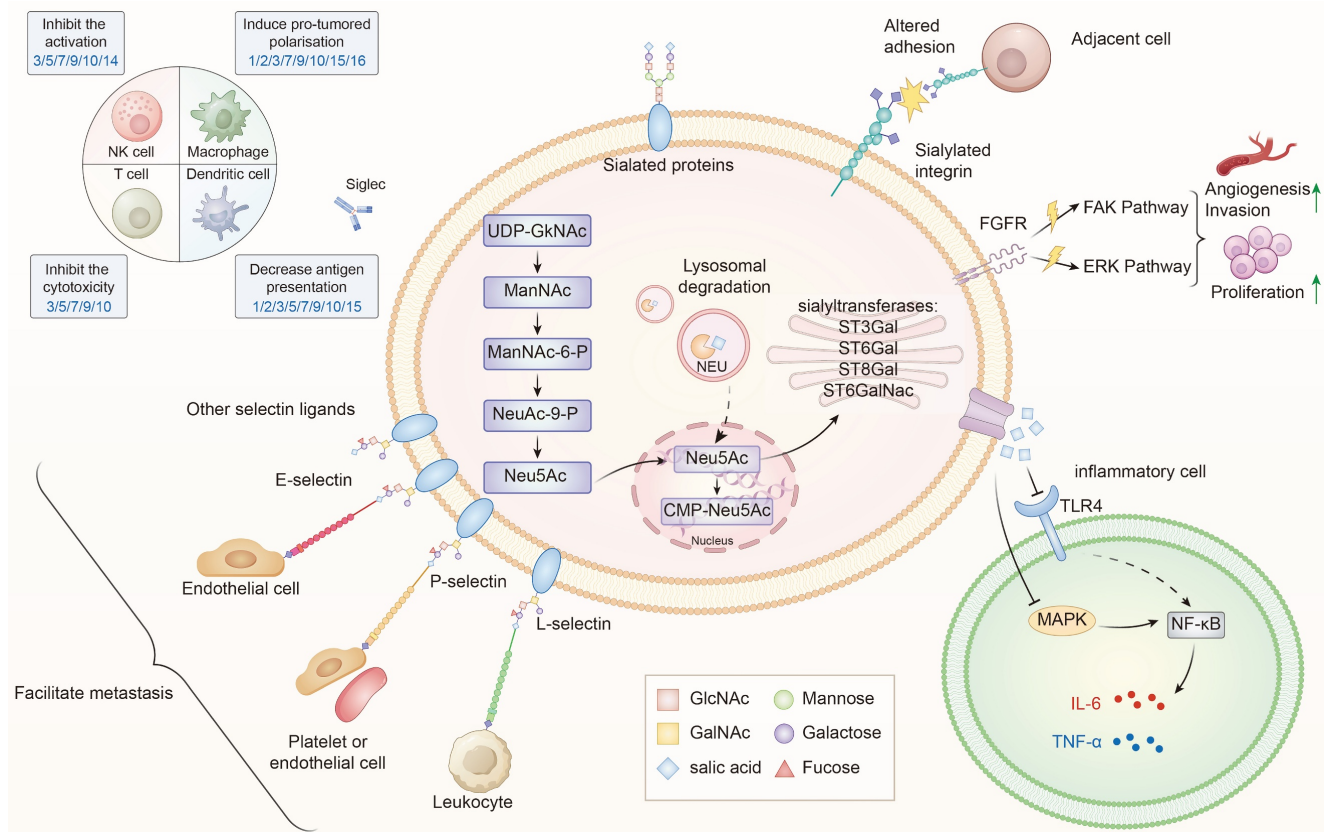 Inhibit the
activation
3/5/7/9/10/14
Induce pro-tumored
polarisation
1/2/3/7/9/10/15/16
NK cell
Macrophage
T cell
Dendritic cell
Siglec
Inhibit the
cytotoxicity
3/5/7/9/10
Decrease antigen
presentation
1/2/3/5/7/9/10/15
Sialated proteins
Altered
adhesion
Adjacent cell
Sialylated
integrin
FGFR
FAK Pathway
ERK Pathway
Angiogenesis
Invasion
Proliferation
UDP-GkNAc
ManNAc
ManNAc-6-P
NeuAc-9-P
Neu5Ac
Lysosomal
degradation
NEU
sialyltransferases:
ST3Gal
ST6Gal
ST8Gal
ST6GalNac
Neu5Ac
CMP-Neu5Ac
Nucleus
Other selectin ligands
E-selectin
Endothelial cell
P-selectin
L-selectin
Facilitate metastasis
Platelet or
endothelial cell
Leukocyte
GlcNAc
Mannose
GalNAc
Galactose
salic acid
Fucose
inflammatory cell
TLR4
MAPK
NF-κB
IL-6
TNF-α